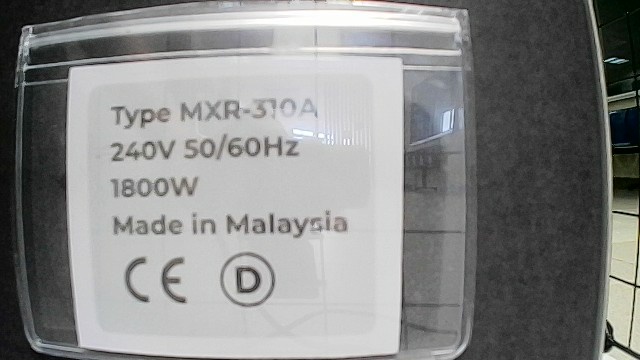 Type MXR-310A
240V 50/60Hz
1800W
Made in Malaysia
CE D